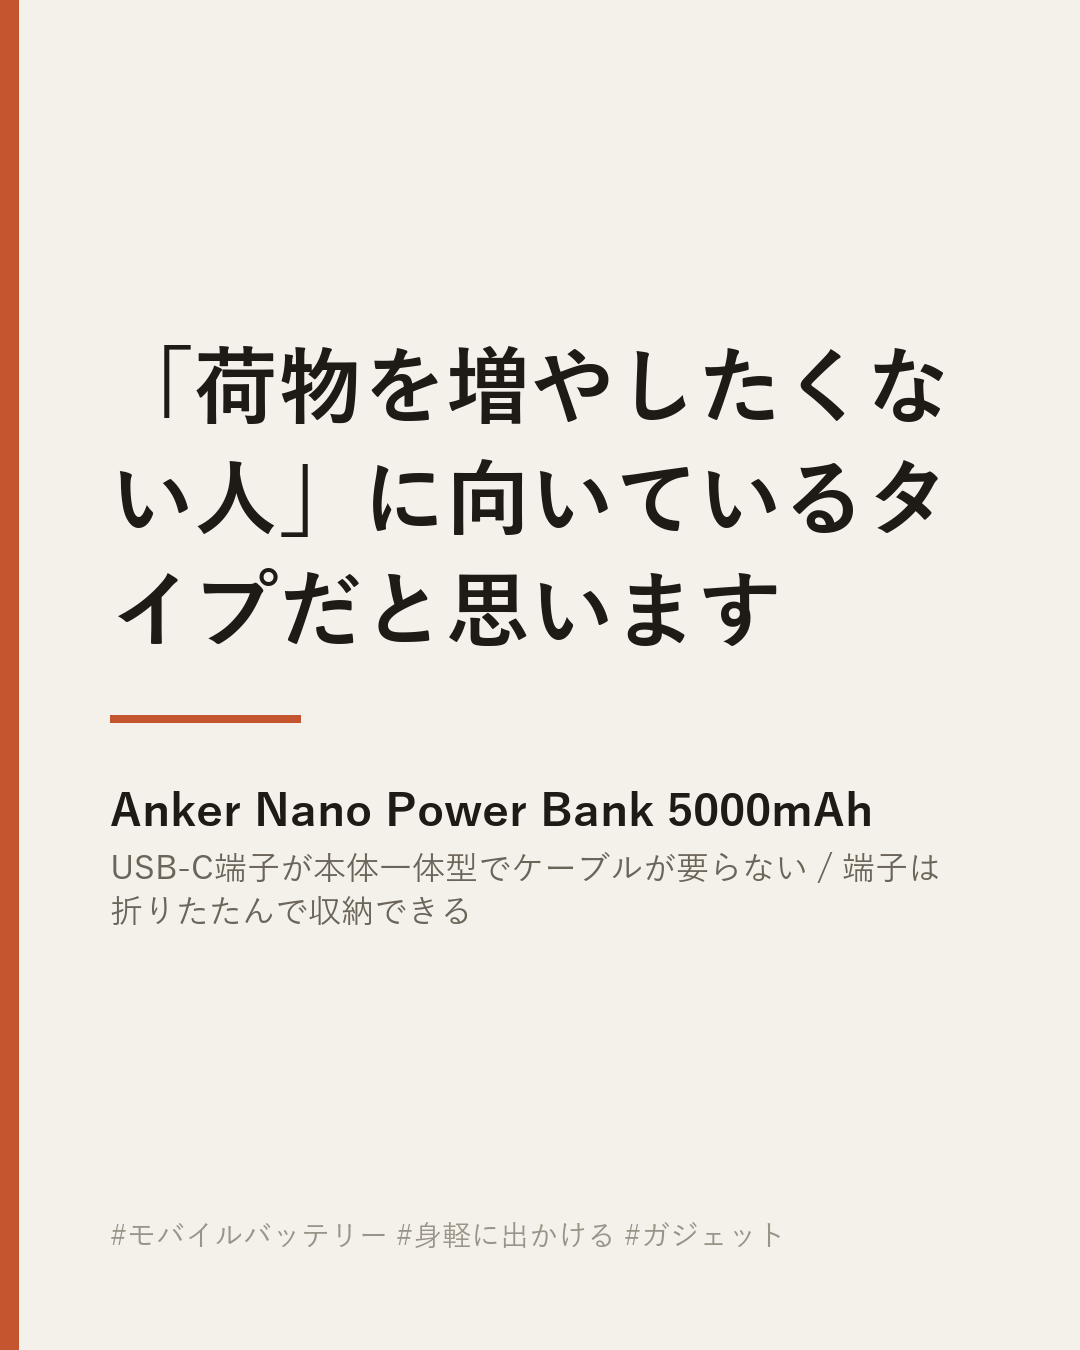 「荷物を増やしたくな
い人」に向いているタ
イプだと思います
Anker Nano Power Bank 5000mAh
USB-C端子が本体一体型でケーブルが要らない / 端子は
折りたたんで収納できる
#モバイルバッテリー #身軽に出かける #ガジェット